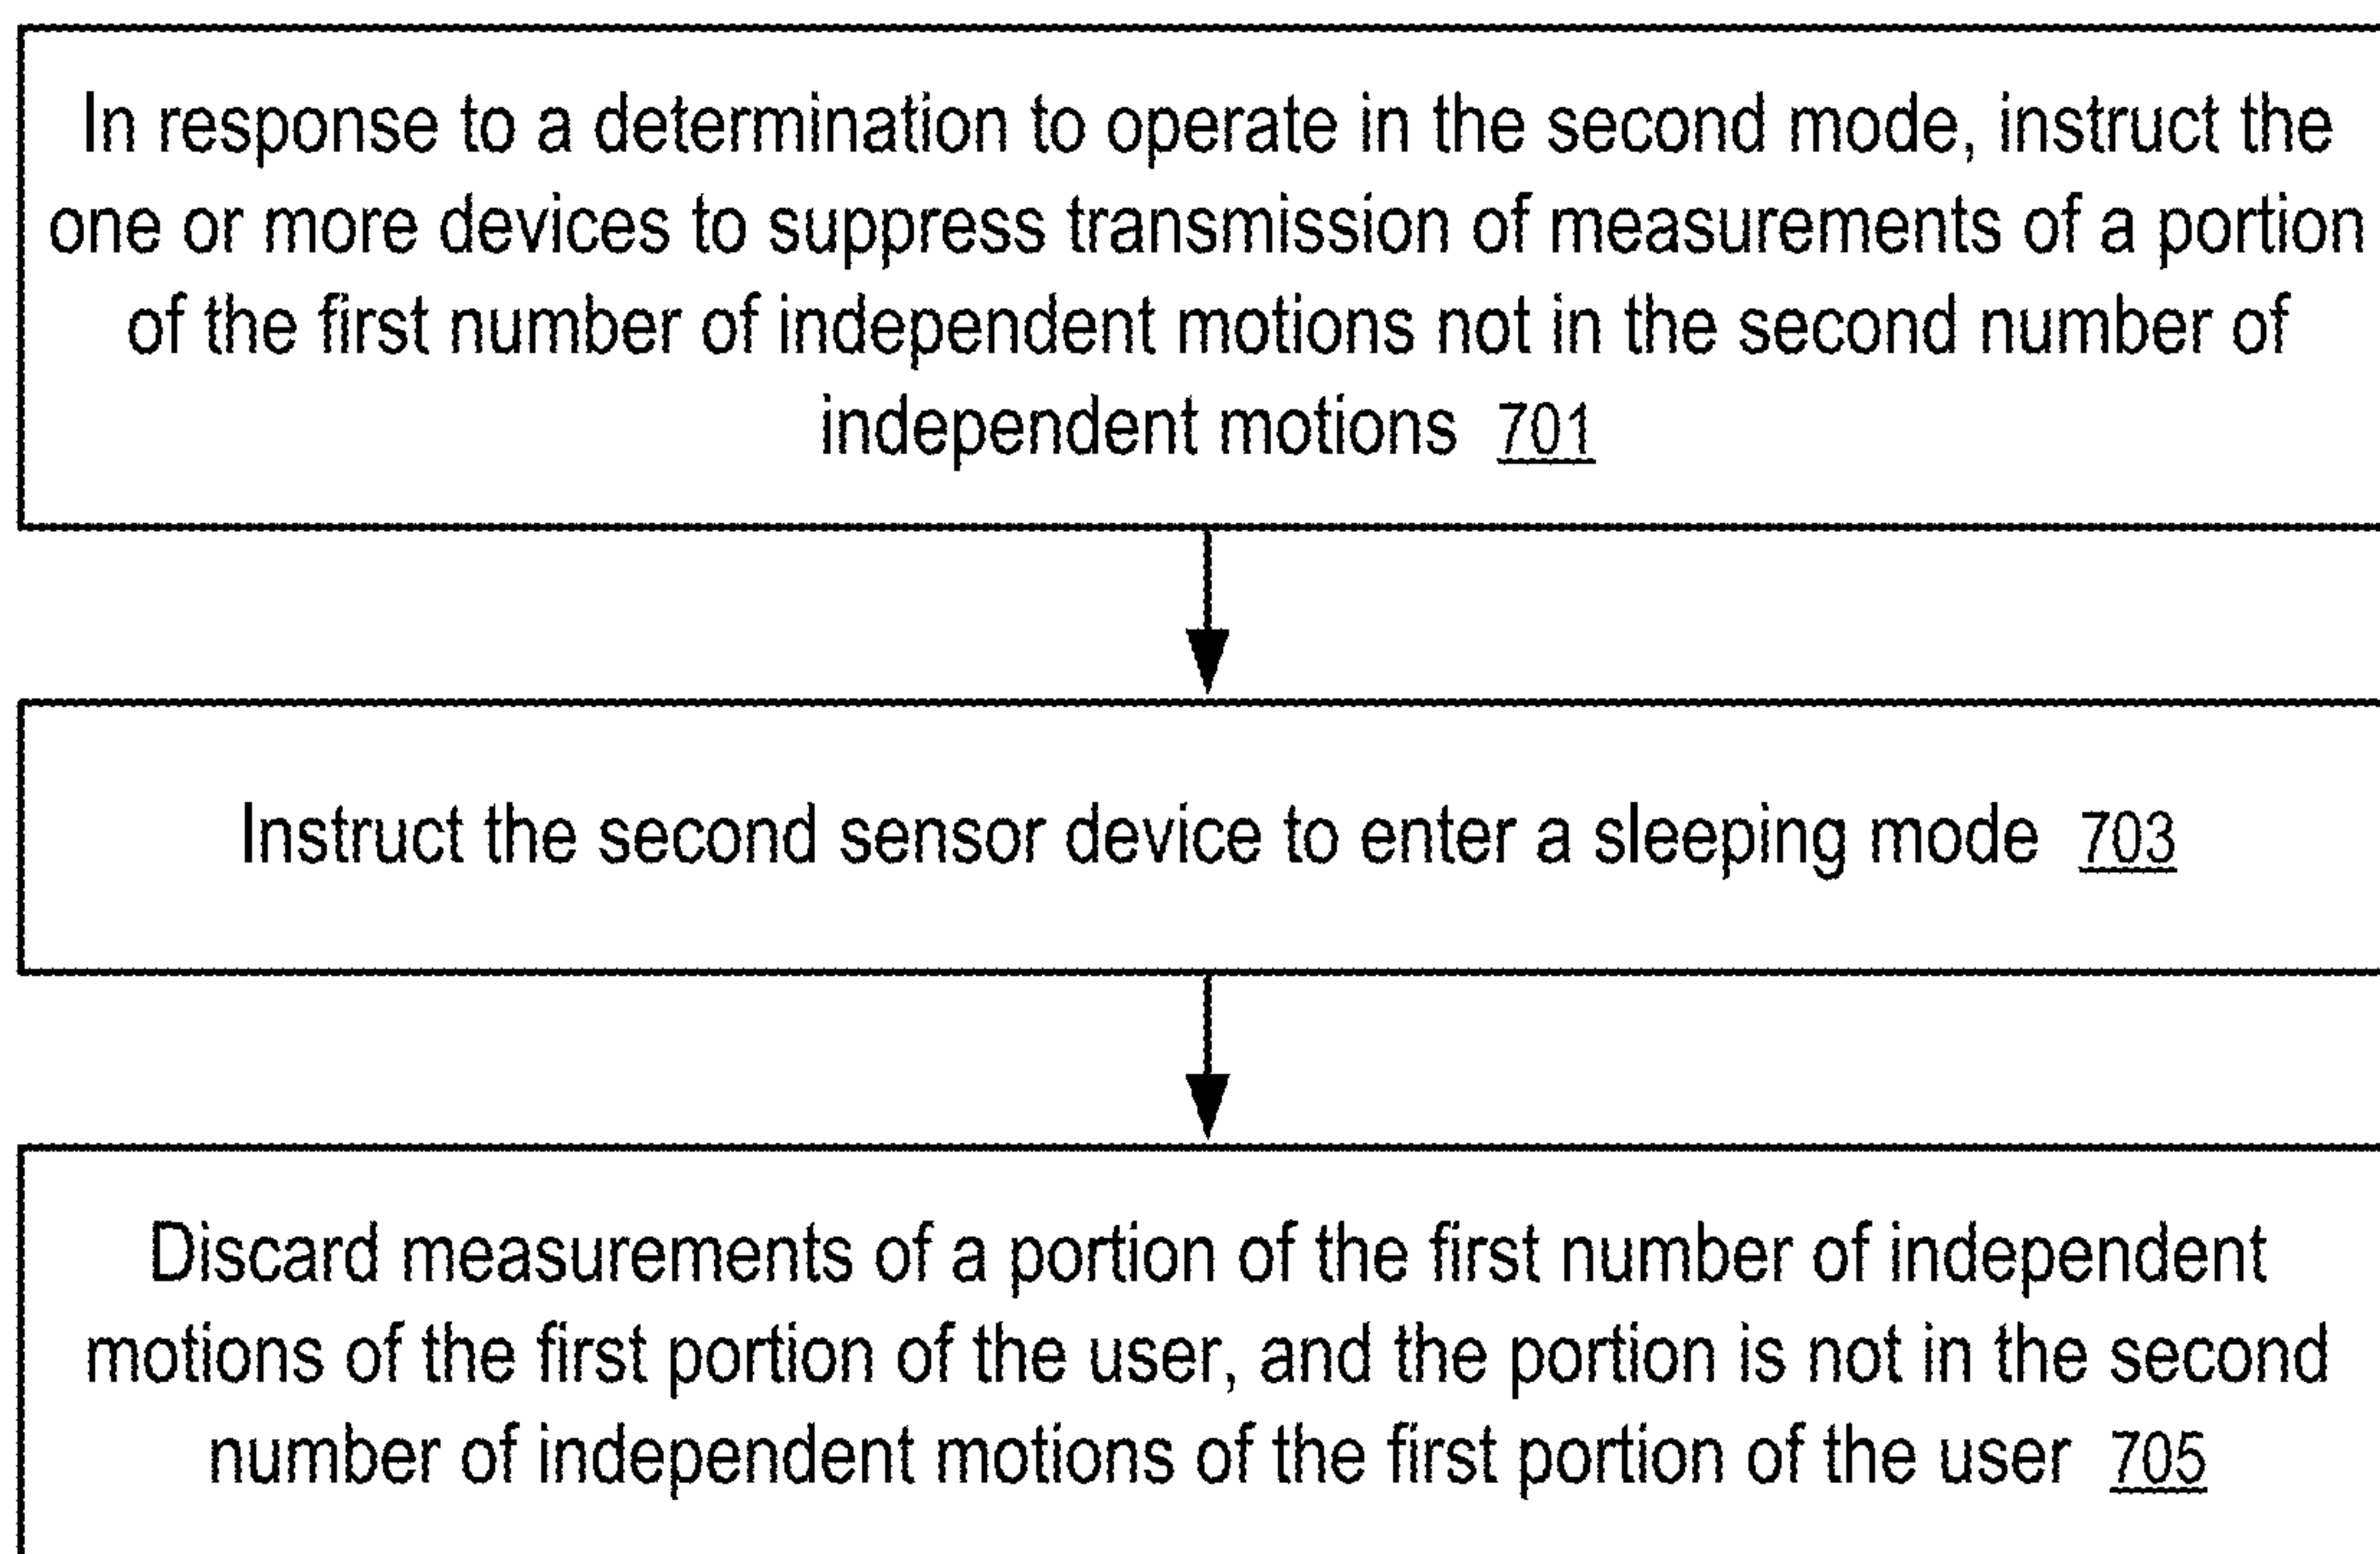 In response to a determination to operate in the second mode, instruct the
one or more devices to suppress transmission of measurements of a portion
of the first number of independent motions not in the second number of
independent motions 701
Instruct the second sensor device to enter a sleeping mode 703
Discard measurements of a portion of the first number of independent
motions of the first portion of the user, and the portion is not in the second
number of independent motions of the first portion of the user 705